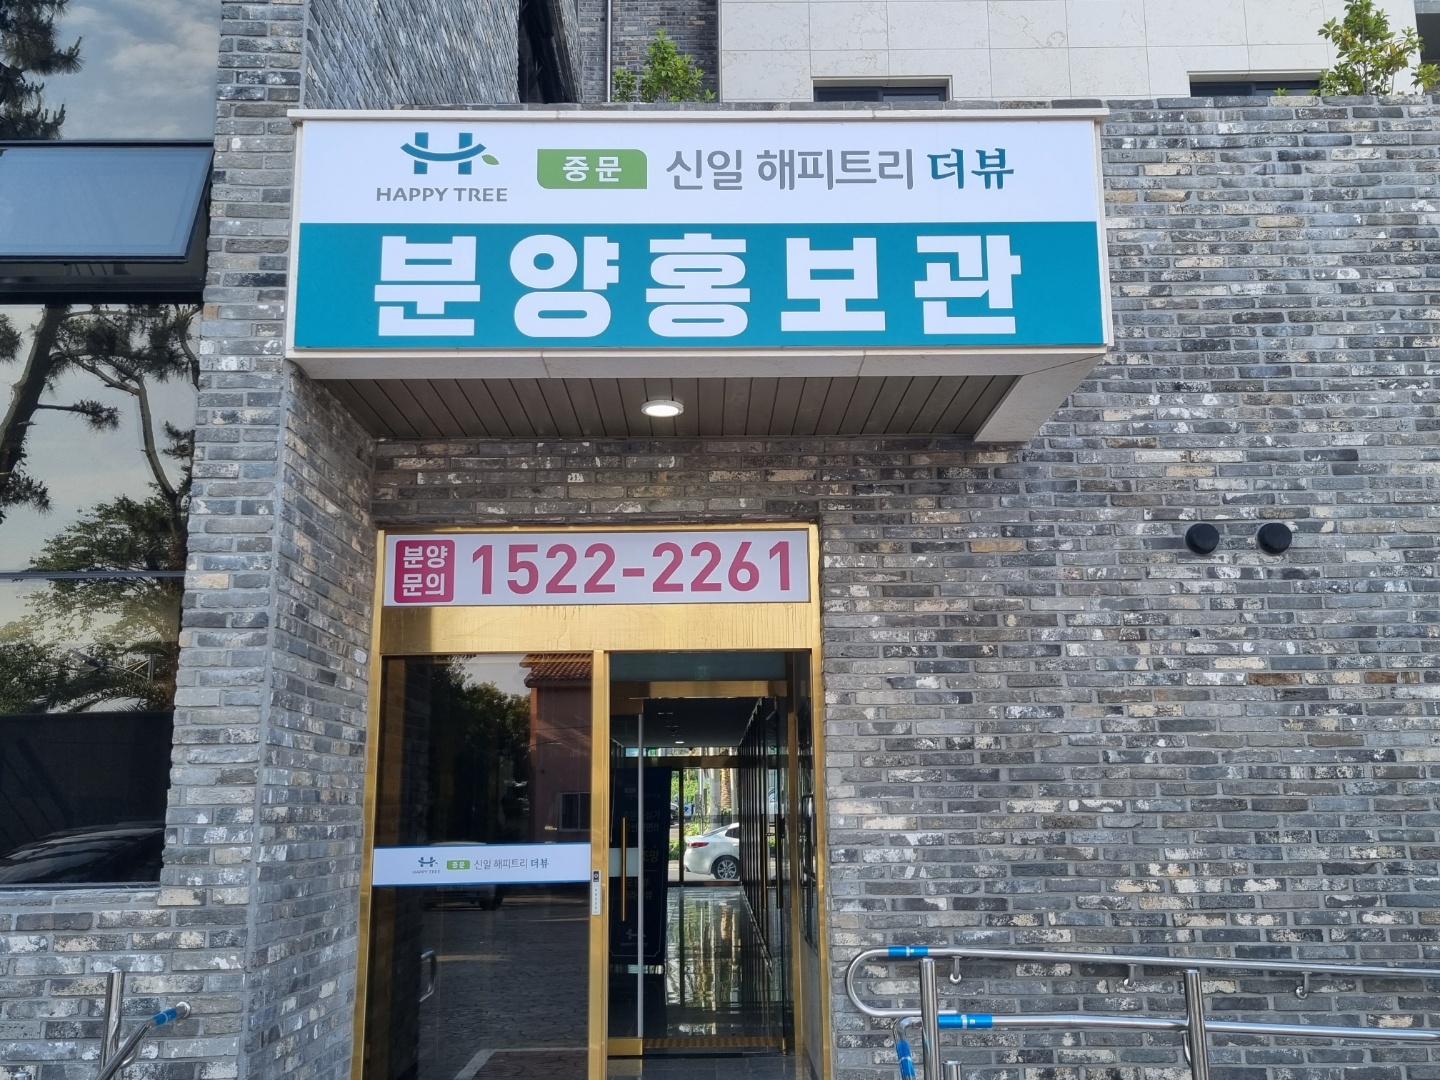 HAPPY TREE
중문 신일 해피트리 더뷰
분양홍보관
분양문의 1522-2261
HAPPY TREE 중문 신일 해피트리 더뷰